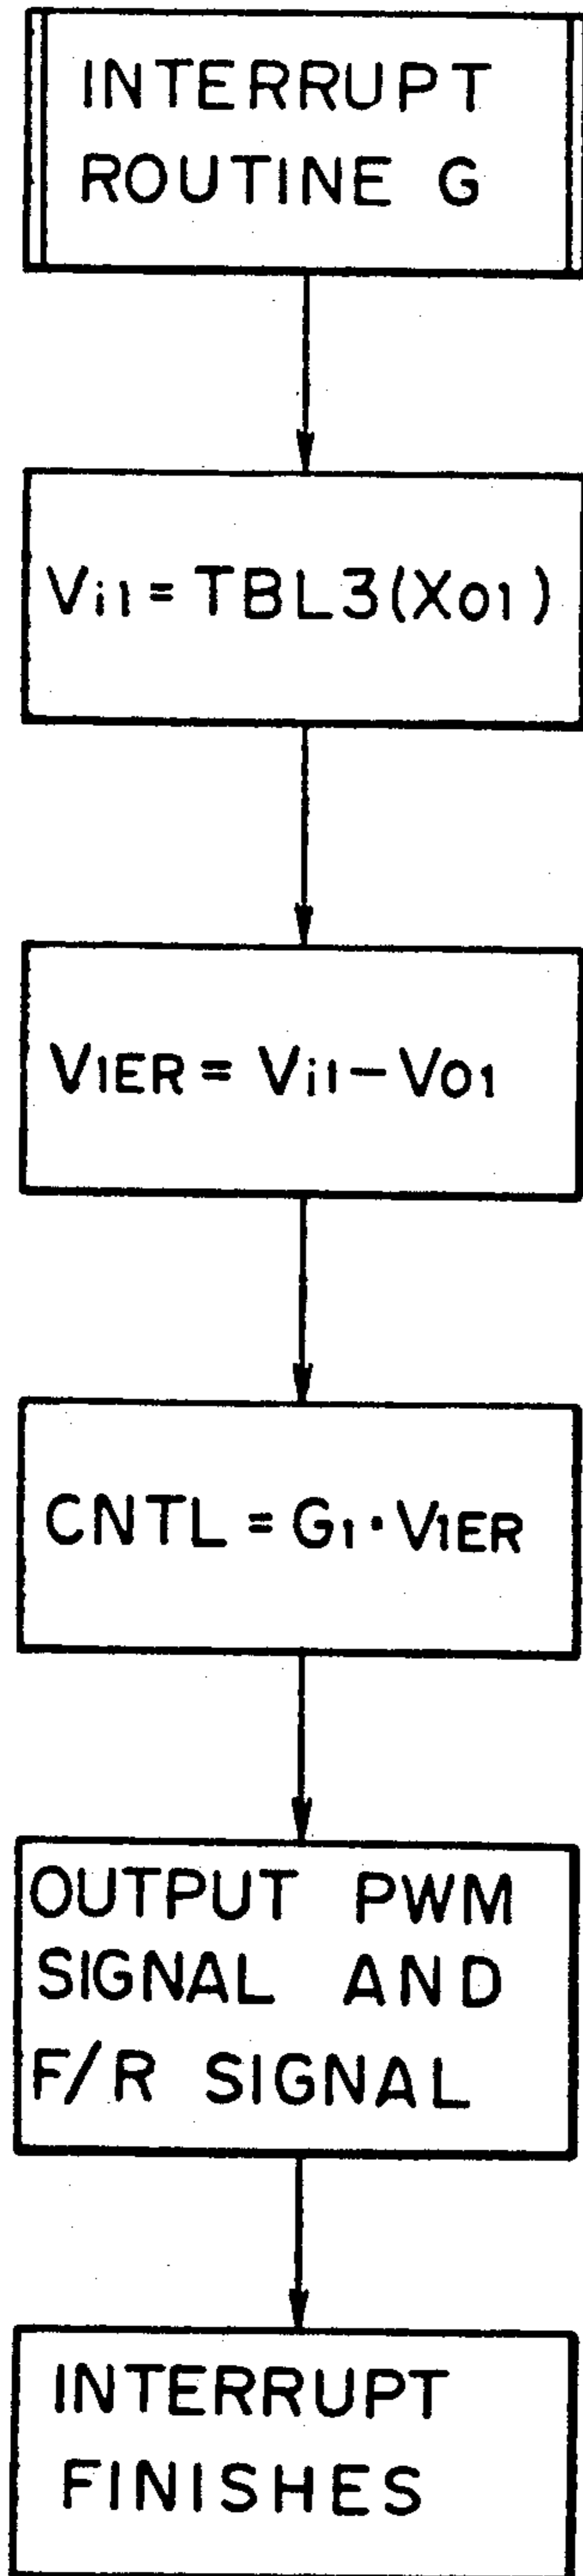 INTERRUPT
ROUTINE G
Vi1 = TBL3(X01)
V1ER = Vi1 - V01
CNTL = G1 · V1ER
OUTPUT PWM
SIGNAL AND
F/R SIGNAL
INTERRUPT
FINISHES